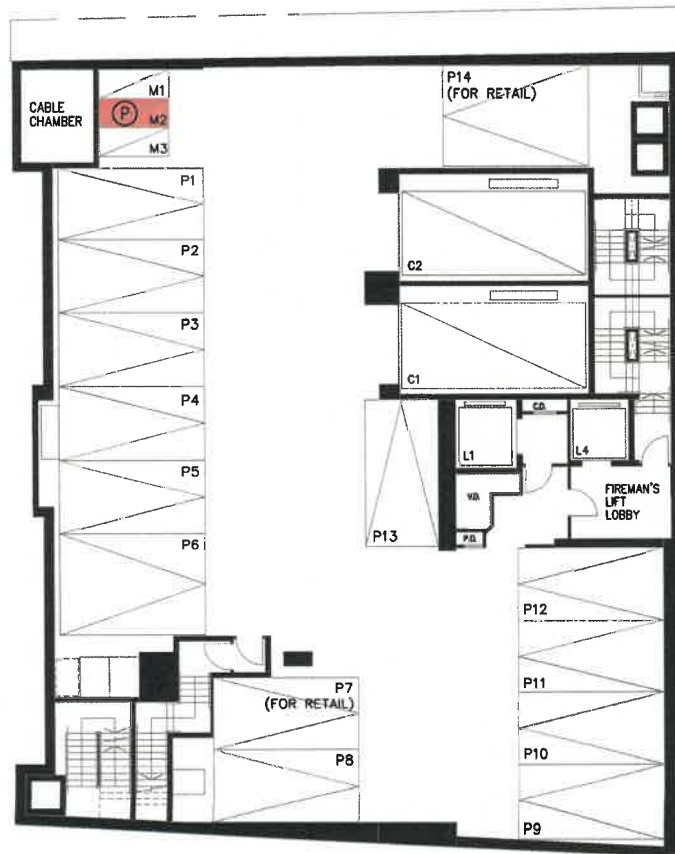 CABLE
CHAMBER
M1
P
M2
M3
P14
(FOR RETAIL)
P1
P2
P3
P4
P5
P6
C2
C1
L1
C.D.
L4
V.D.
P.D.
FIREMAN'S
LIFT
LOBBY
P13
P12
P11
P10
P9
P7
(FOR RETAIL)
P8